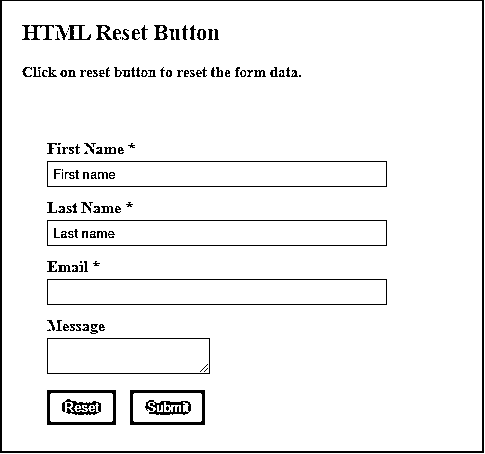 HTML Reset Button
Click on reset button to reset the form data.
First Name *
First name
Last Name *
Last name
Email *
Message
Reset Submit